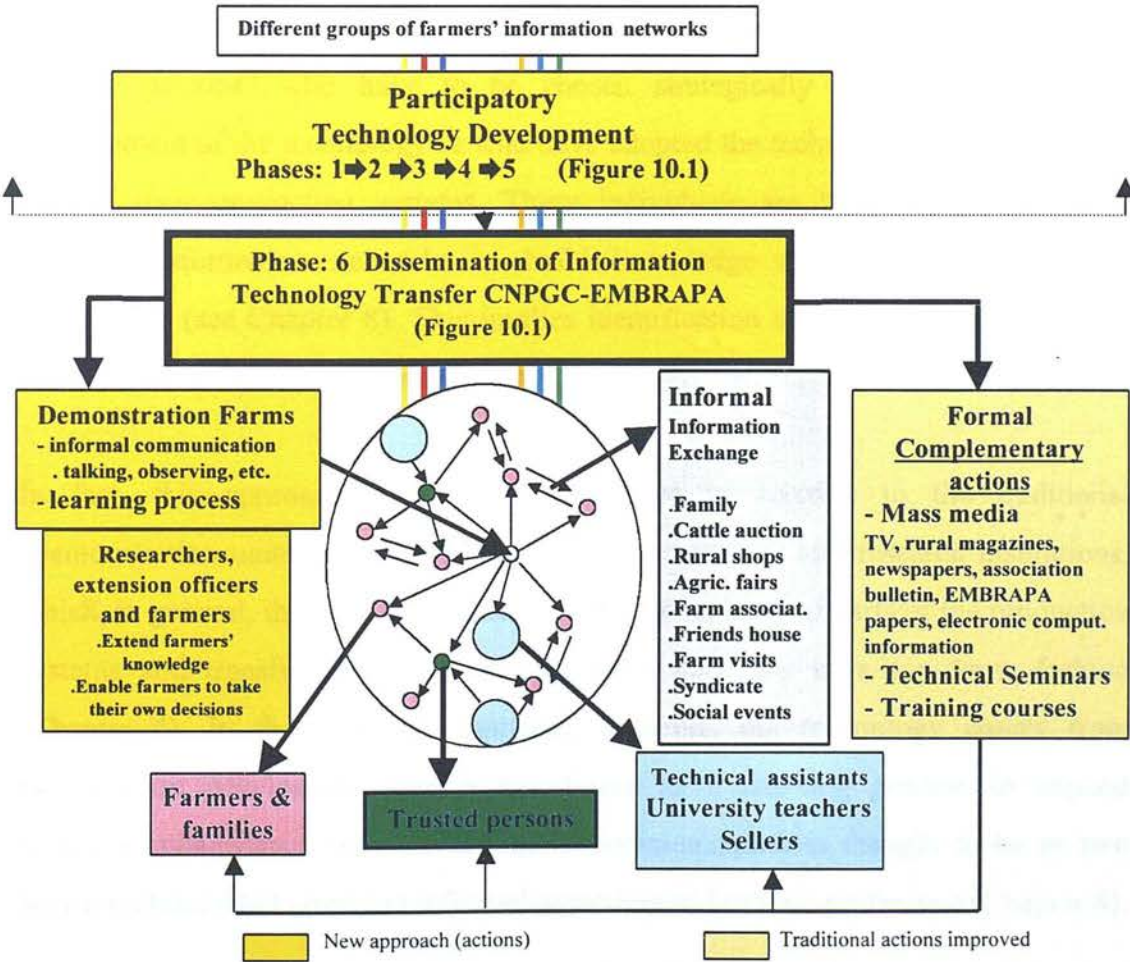 Different groups of farmers' information networks
Participatory
Technology Development
Phases: 1➔2 ➔3 ➔4 ➔5 (Figure 10.1)
Phase: 6 Dissemination of Information
Technology Transfer CNPGC-EMBRAPA
(Figure 10.1)
Demonstration Farms
- informal communication
. talking, observing, etc.
- learning process
Researchers,
extension officers
and farmers
.Extend farmers'
knowledge
.Enable farmers to take
their own decisions
Informal
Information
Exchange
.Family
.Cattle auction
.Rural shops
.Agric. fairs
.Farm associat.
.Friends house
.Farm visits
.Syndicate
.Social events
Formal
Complementary
actions
- Mass media
TV, rural magazines,
newspapers, association
bulletin, EMBRAPA
papers, electronic comput.
information
- Technical Seminars
- Training courses
Farmers &
families
Trusted persons
Technical assistants
University teachers
Sellers
New approach (actions)
Traditional actions improved